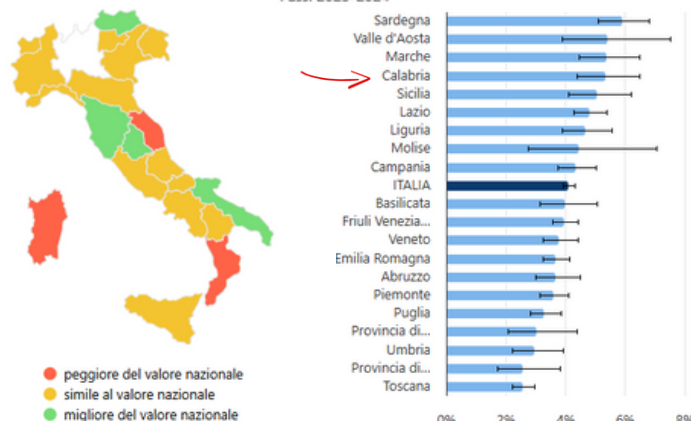 Sardegna
Valle d'Aosta
Marche
Calabria
Sicilia
Lazio
Liguria
Molise
Campania
ITALIA
Basilicata
Friuli Venezia...
Veneto
Emilia Romagna
Abruzzo
Piemonte
Puglia
Provincia di...
Umbria
Provincia di...
Toscana
0% 2% 4% 6% 8%
peggiore del valore nazionale
simile al valore nazionale
migliore del valore nazionale